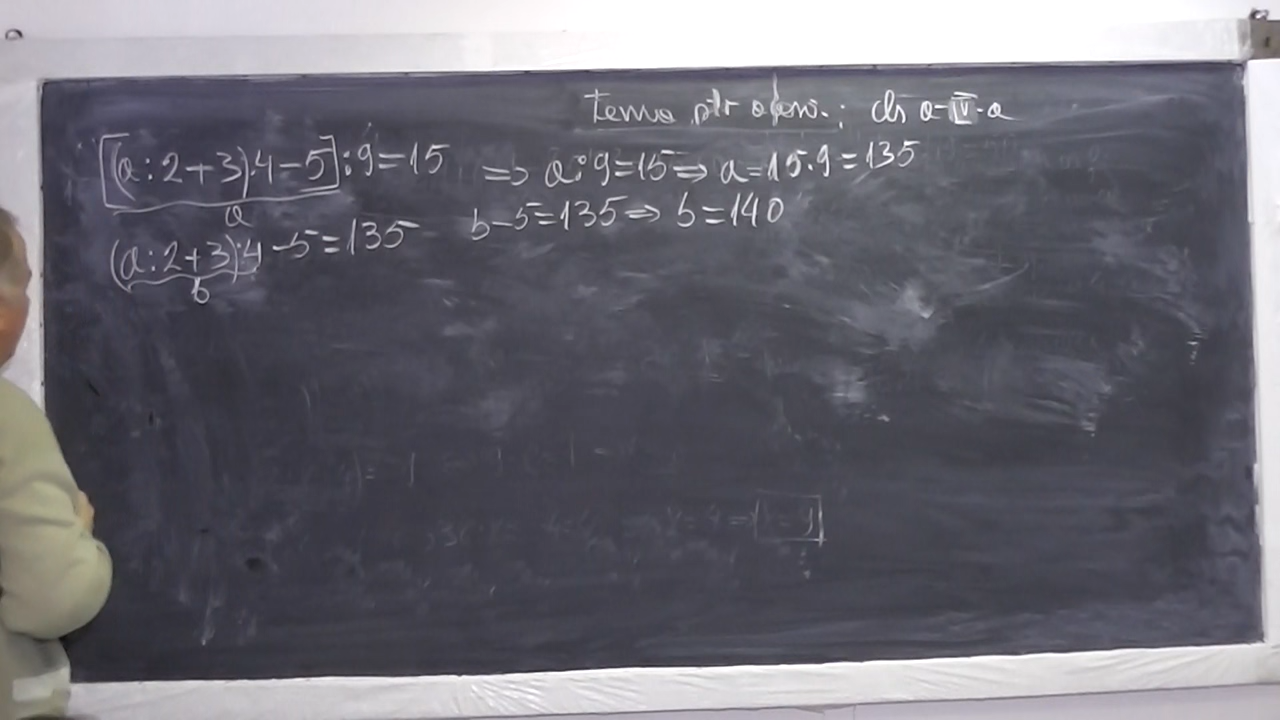 tema ptr acas.: cls a-IV-a
[(a:2+3)·4-5]:9=15 => a:9=15 => a=15·9=135
a
(a:2+3)·4-5=135 b-5=135 => b=140
b